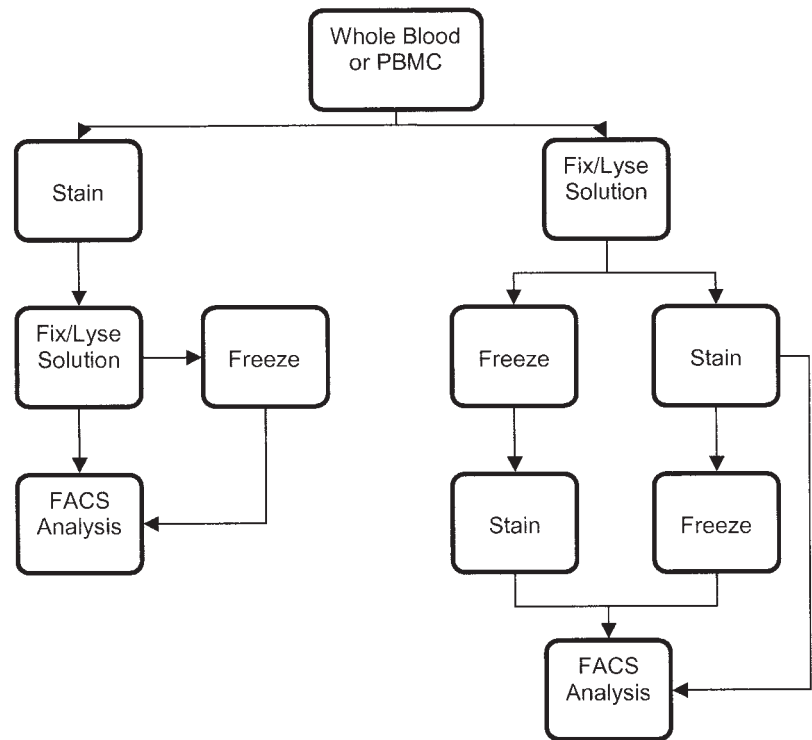 Whole Blood
or PBMC
Stain
Fix/Lyse
Solution
Fix/Lyse
Solution
Freeze
Freeze
Stain
FACS
Analysis
Stain
Freeze
FACS
Analysis